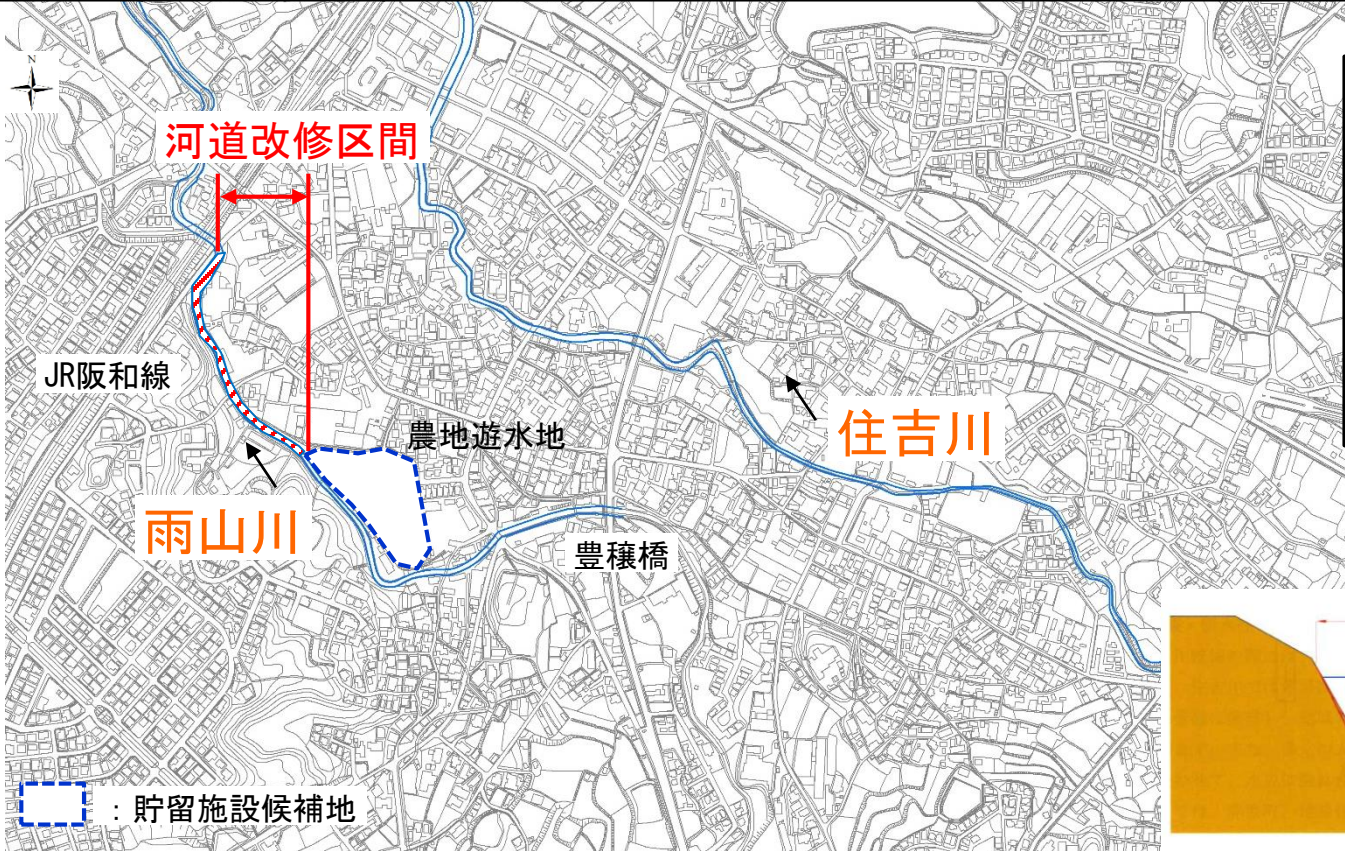 N
河道改修区間
JR阪和線
農地遊水地
住吉川
雨山川
豊穣橋
：貯留施設候補地